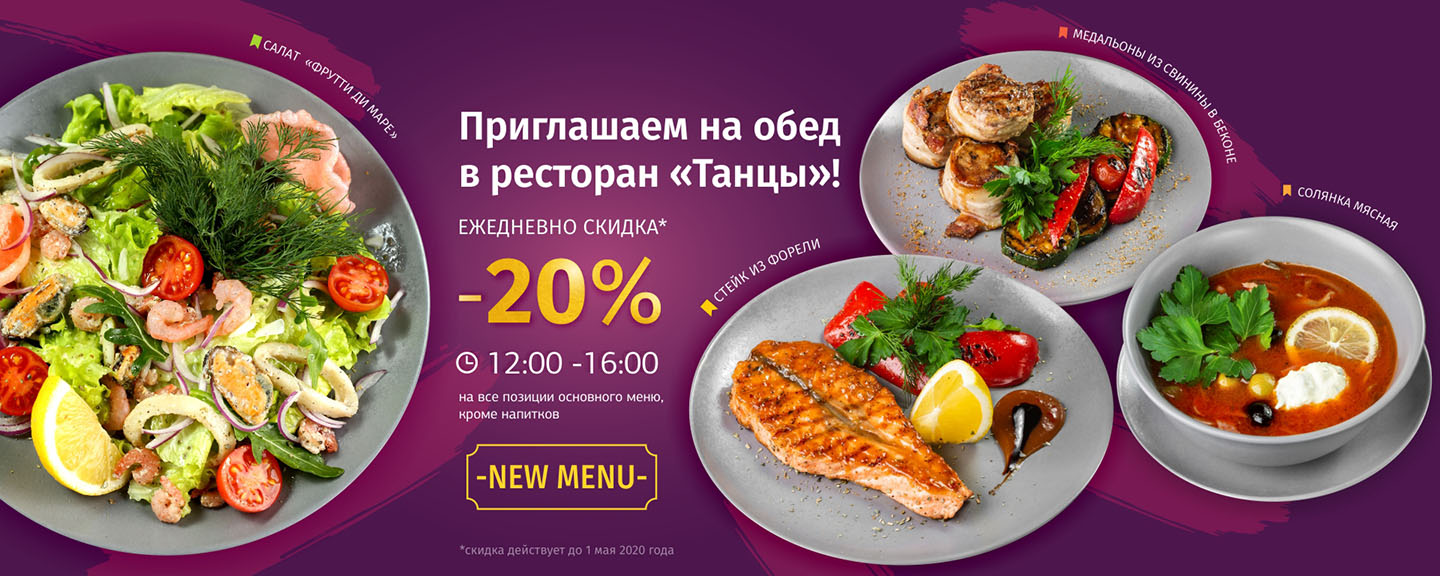 САЛАТ «ФРУТТИ ДИ МАРЕ»
Приглашаем на обед
в ресторан «Танцы»!
ЕЖЕДНЕВНО СКИДКА*
-20%
12:00 -16:00
на все позиции основного меню,
кроме напитков
-NEW MENU-
*скидка действует до 1 мая 2020 года
СТЕЙК ИЗ ФОРЕЛИ
МЕДАЛЬОНЫ ИЗ СВИНИНЫ В БЕКОНЕ
СОЛЯНКА МЯСНАЯ